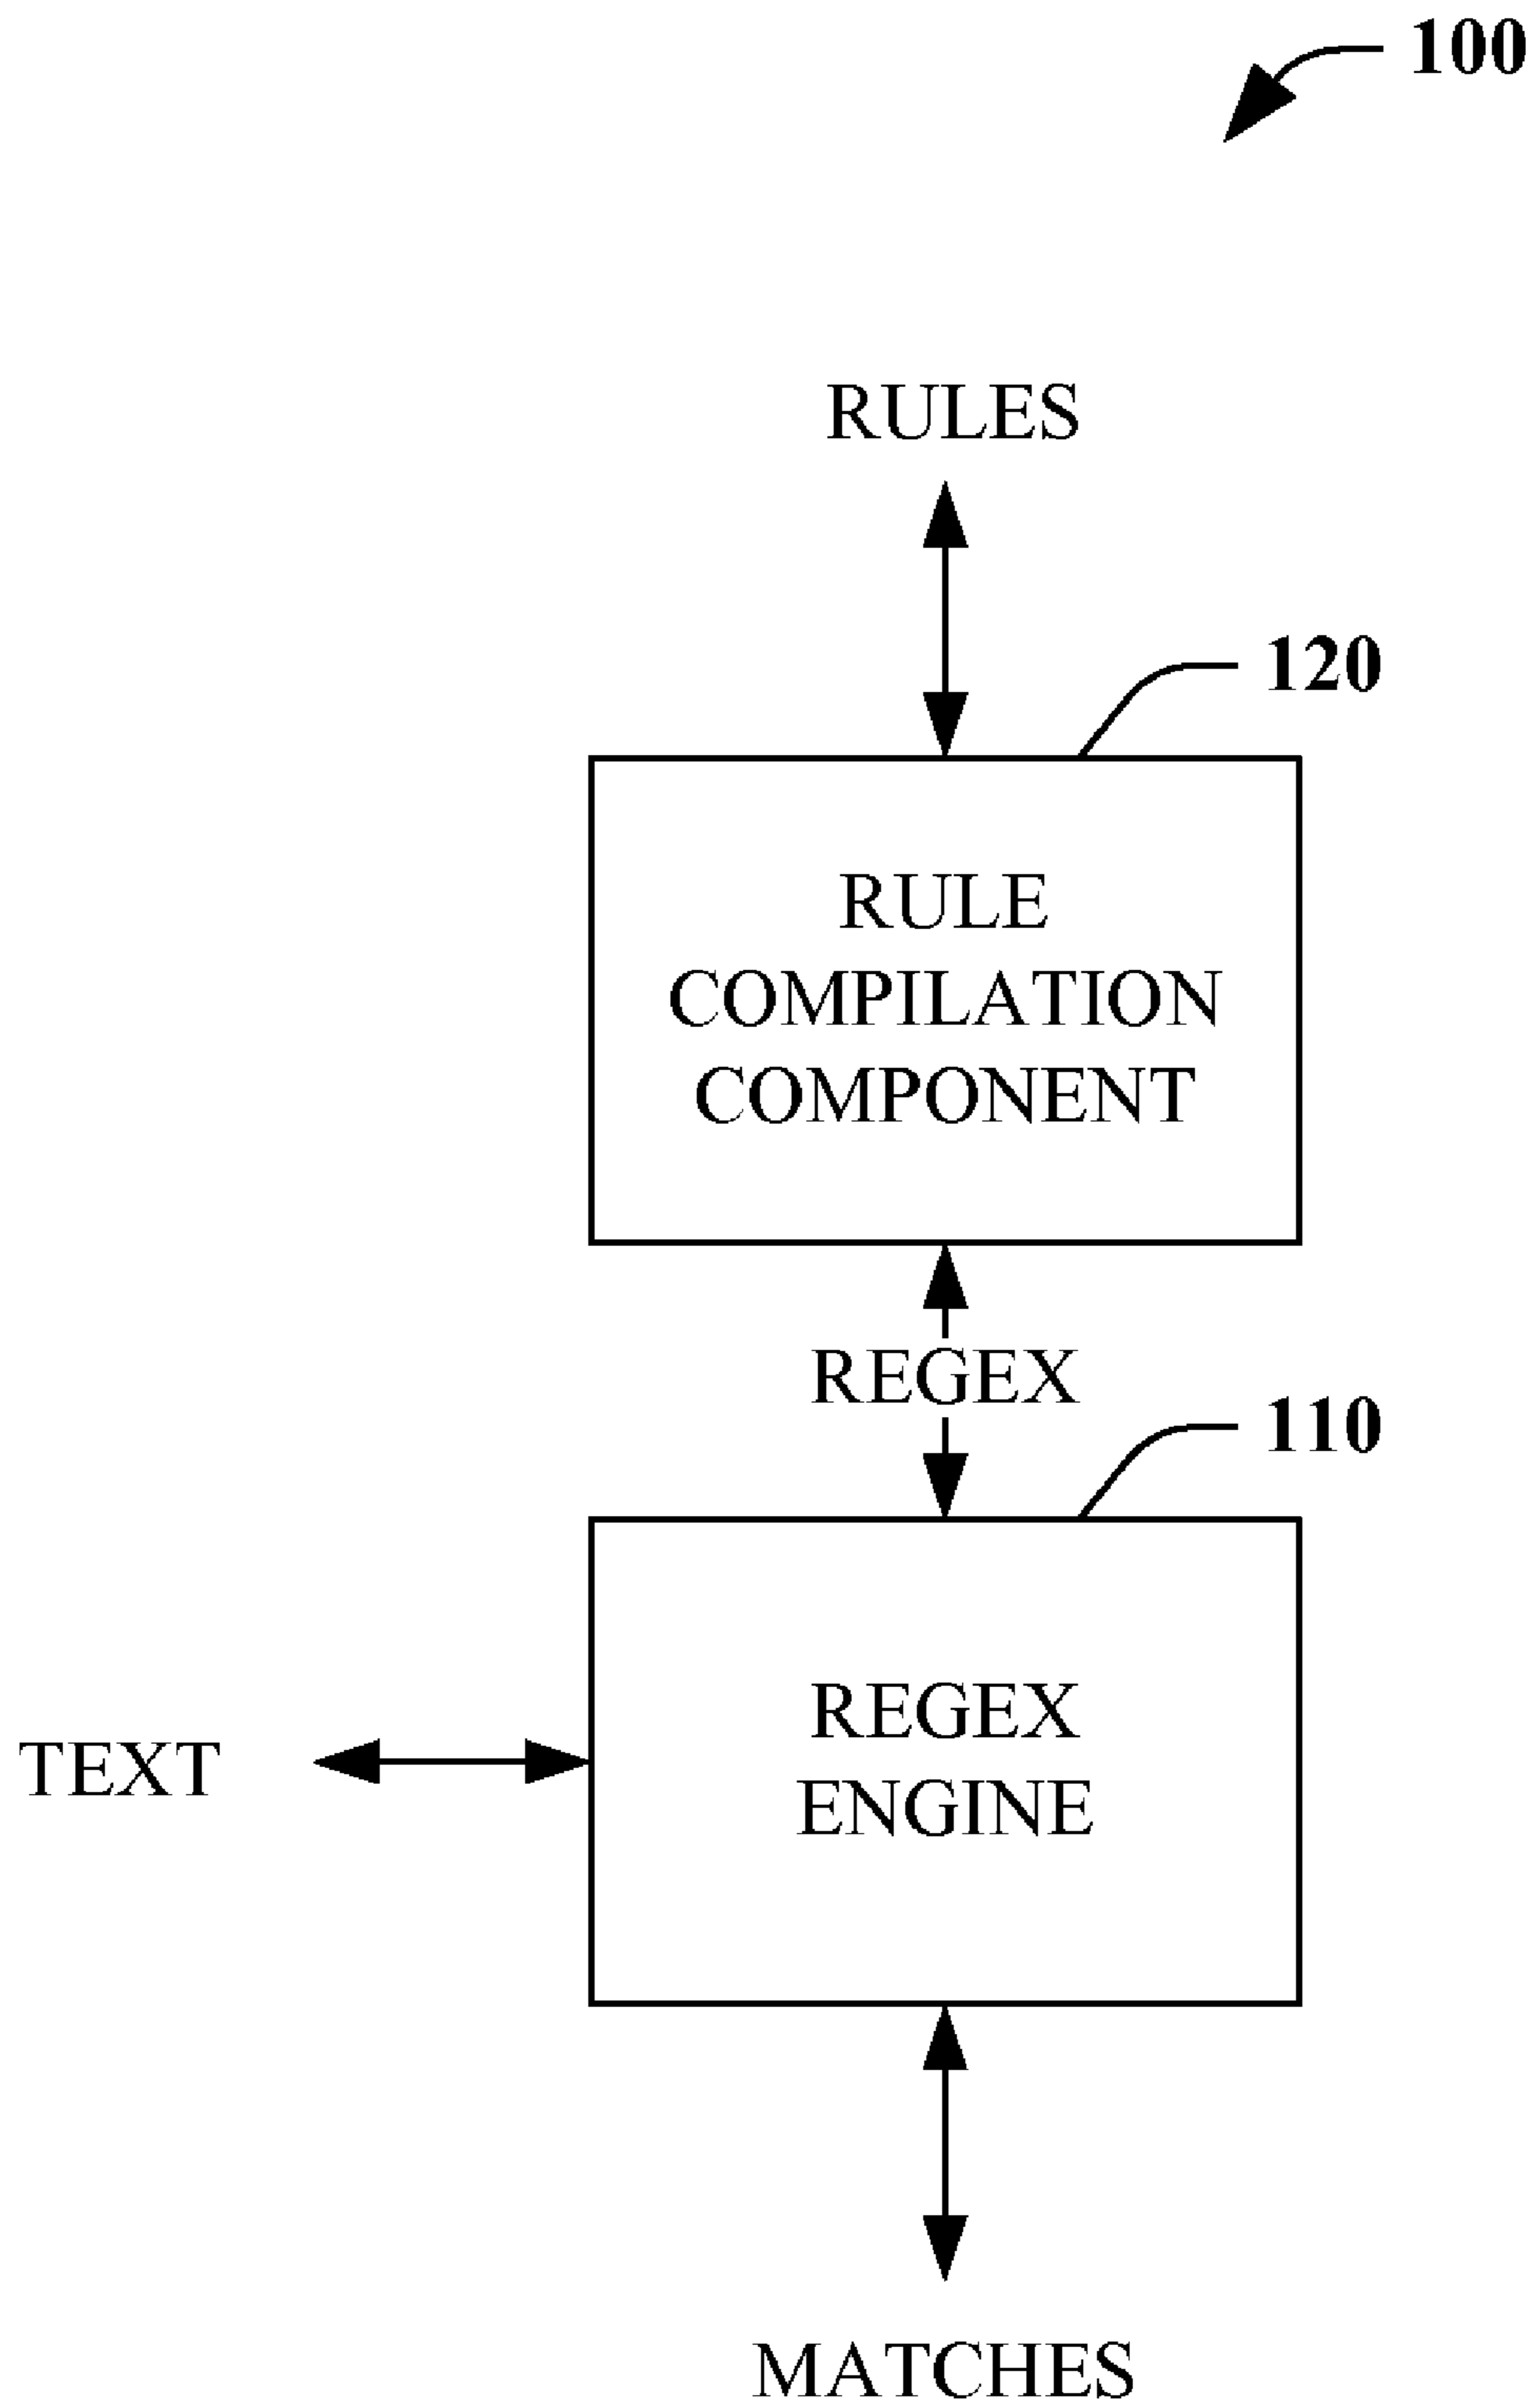 100
RULES
120
RULE
COMPILATION
COMPONENT
REGEX
110
REGEX
ENGINE
TEXT
MATCHES